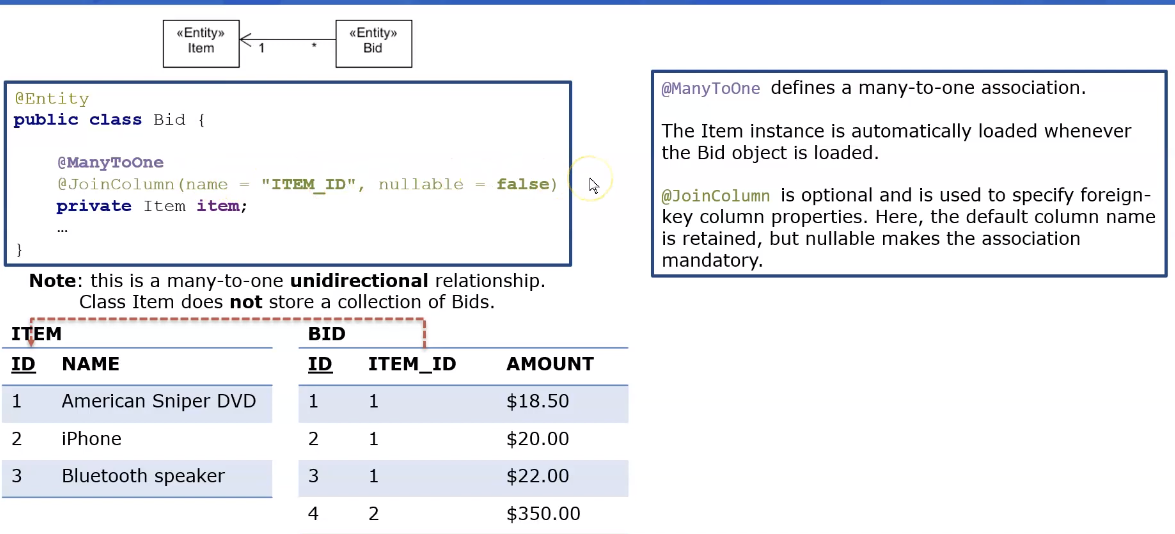 «Entity»
Item
1
*
«Entity»
Bid
@Entity
public class Bid {
@ManyToOne
@JoinColumn(name = "ITEM_ID", nullable = false)
private Item item;
…
}
@ManyToOne defines a many-to-one association.
The Item instance is automatically loaded whenever
the Bid object is loaded.
@JoinColumn is optional and is used to specify foreign-
key column properties. Here, the default column name
is retained, but nullable makes the association
mandatory.
Note: this is a many-to-one unidirectional relationship.
Class Item does not store a collection of Bids.
ITEM
ID NAME
1 American Sniper DVD
2 iPhone
3 Bluetooth speaker
BID
ID ITEM_ID AMOUNT
1 1 $18.50
2 1 $20.00
3 1 $22.00
4 2 $350.00